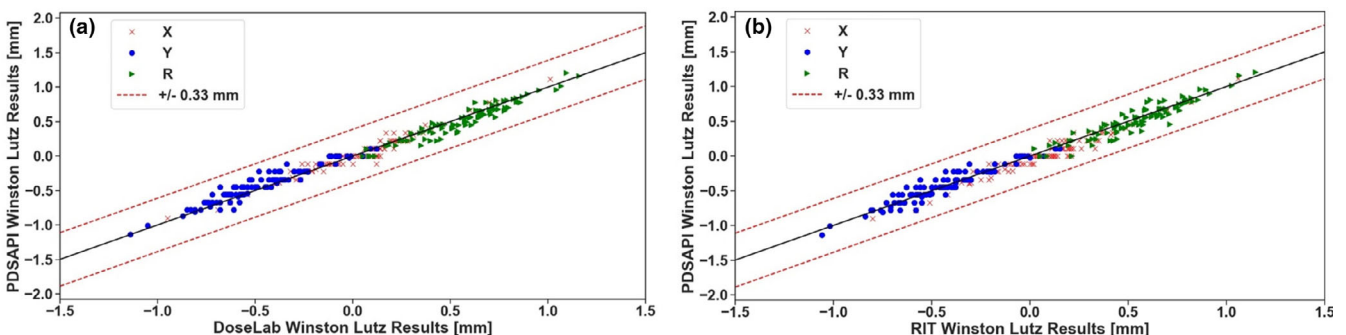 (a)
X
Y
R
+/- 0.33 mm
2.0
1.5
1.0
0.5
0.0
−0.5
−1.0
−1.5
−2.0
PDSAPI Winston Lutz Results [mm]
−1.5 −1.0 −0.5 0.0 0.5 1.0 1.5
DoseLab Winston Lutz Results [mm]
(b)
X
Y
R
+/- 0.33 mm
2.0
1.5
1.0
0.5
0.0
−0.5
−1.0
−1.5
−2.0
PDSAPI Winston Lutz Results [mm]
−1.5 −1.0 −0.5 0.0 0.5 1.0 1.5
RIT Winston Lutz Results [mm]